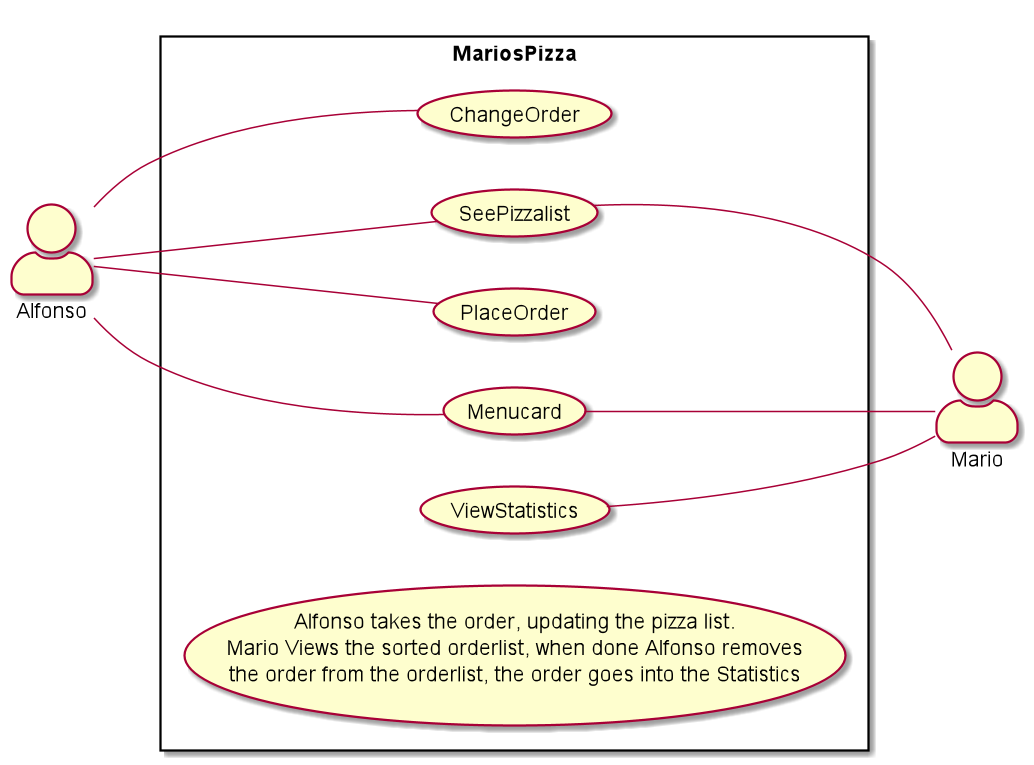 MariosPizza
ChangeOrder
SeePizzalist
Alfonso
PlaceOrder
Menucard
Mario
ViewStatistics
Alfonso takes the order, updating the pizza list.
Mario Views the sorted orderlist, when done Alfonso removes
the order from the orderlist, the order goes into the Statistics